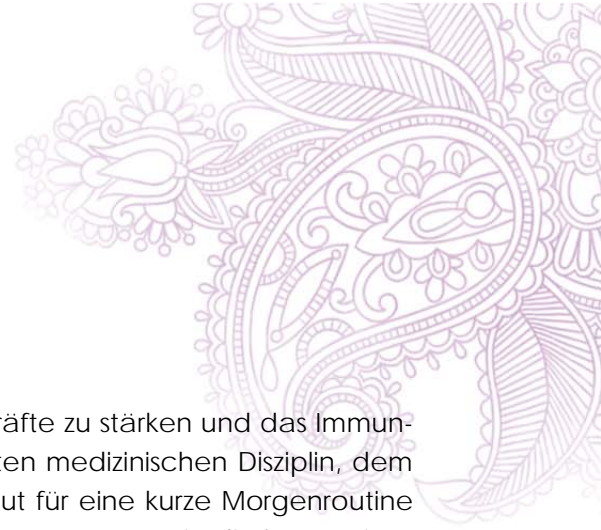 räfte zu stärken und das Immun-
ten medizinischen Disziplin, dem
ut für eine kurze Morgenroutine